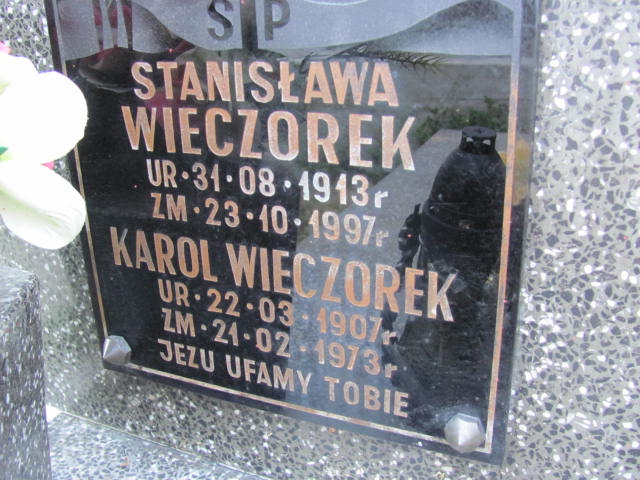 S P
STANISŁAWA
WIECZOREK
UR·31·08·1913r
ZM·23·10·1997r
KAROL WIECZOREK
UR·22·03·1907r
ZM·21·02·1973r
JEZU UFAMY TOBIE